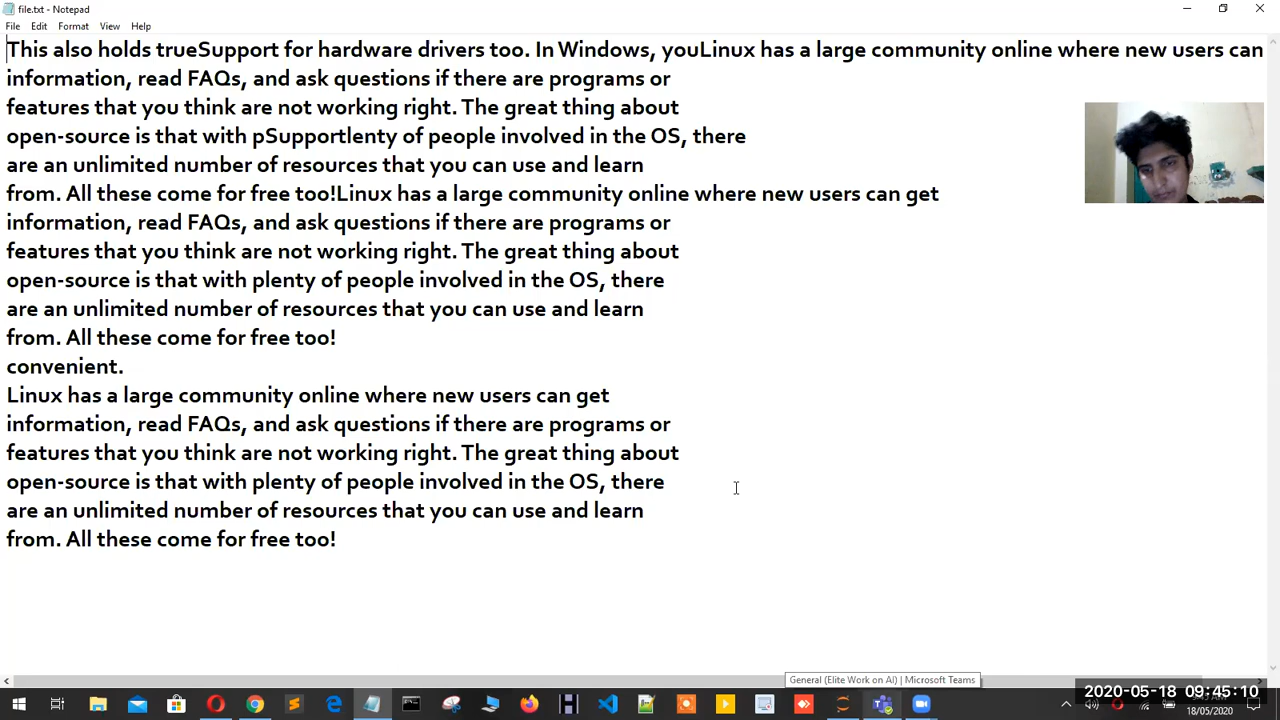 file.txt - Notepad
File Edit Format View Help
This also holds trueSupport for hardware drivers too. In Windows, youLinux has a large community online where new users can
information, read FAQs, and ask questions if there are programs or
features that you think are not working right. The great thing about
open-source is that with pSupportlenty of people involved in the OS, there
are an unlimited number of resources that you can use and learn
from. All these come for free too!Linux has a large community online where new users can get
information, read FAQs, and ask questions if there are programs or
features that you think are not working right. The great thing about
open-source is that with plenty of people involved in the OS, there
are an unlimited number of resources that you can use and learn
from. All these come for free too!
convenient.
Linux has a large community online where new users can get
information, read FAQs, and ask questions if there are programs or
features that you think are not working right. The great thing about
open-source is that with plenty of people involved in the OS, there
are an unlimited number of resources that you can use and learn
from. All these come for free too!
General (Elite Work on AI) | Microsoft Teams
2020-05-18 09:45:10
18/05/2020